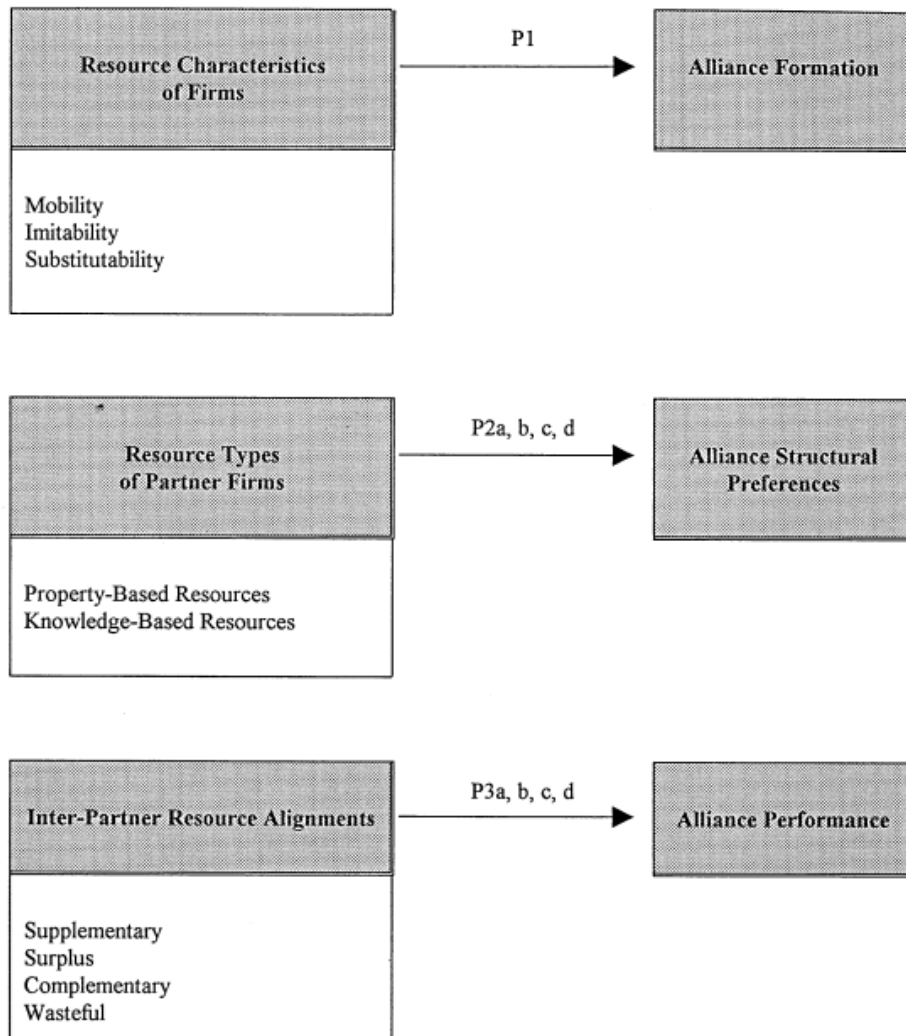 Resource Characteristics
of Firms
P1
Alliance Formation
Mobility
Imitability
Substitutability
Resource Types
of Partner Firms
P2a, b, c, d
Alliance Structural
Preferences
Property-Based Resources
Knowledge-Based Resources
Inter-Partner Resource Alignments
P3a, b, c, d
Alliance Performance
Supplementary
Surplus
Complementary
Wasteful